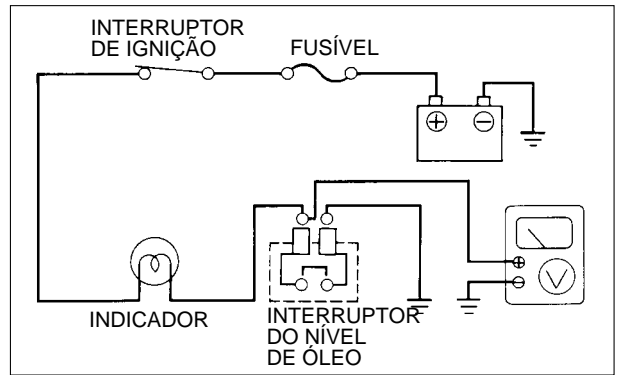 INTERRUPTOR
DE IGNIÇÃO
FUSÍVEL
+
−
+
−
V
INDICADOR
INTERRUPTOR
DO NÍVEL
DE ÓLEO